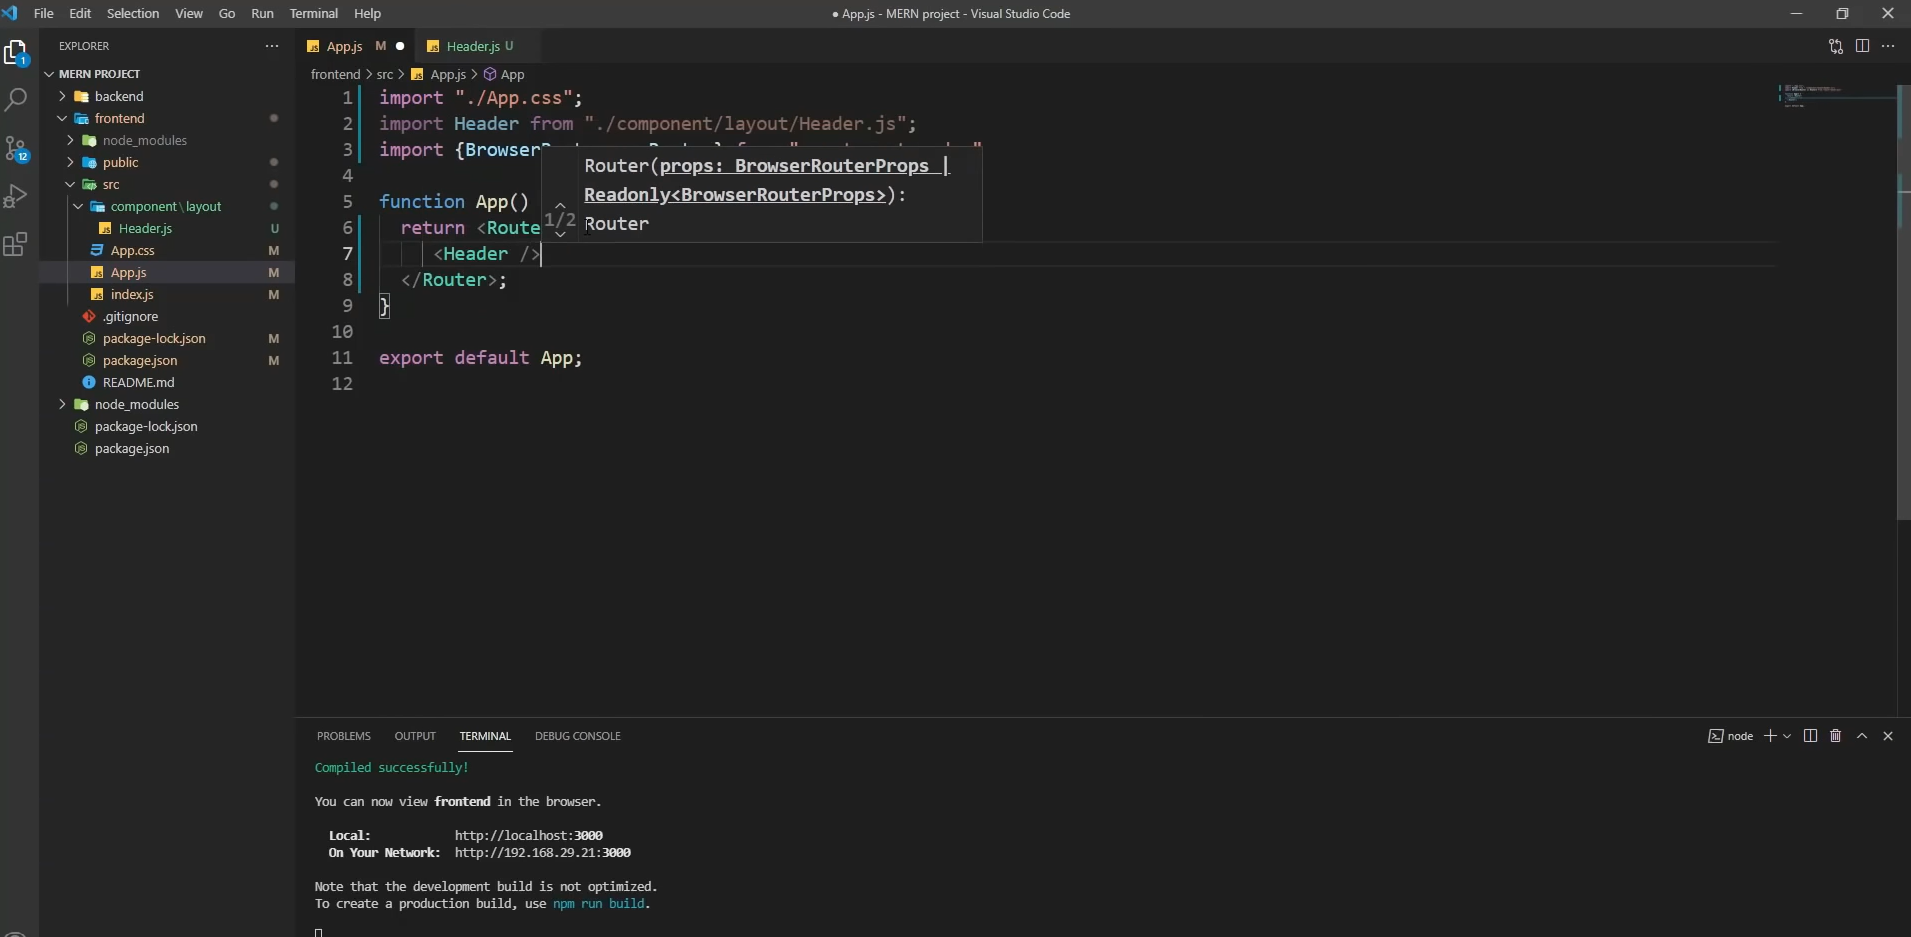 File Edit Selection View Go Run Terminal Help
● App.js - MERN project - Visual Studio Code
EXPLORER
MERN PROJECT
backend
frontend
node_modules
public
src
component\layout
Header.js U
App.css M
App.js M
index.js M
.gitignore
package-lock.json M
package.json M
README.md
node_modules
package-lock.json
package.json
1
12
JS App.js M ●
JS Header.js U
frontend > src > JS App.js > App
1 import "./App.css";
2 import Header from "./component/layout/Header.js";
3 import {Browser
4
5 function App()
6 return <Route
7 <Header />
8 </Router>;
9 }
10
11 export default App;
12
Router(props: BrowserRouterProps |
Readonly<BrowserRouterProps>):
1/2 Router
PROBLEMS OUTPUT TERMINAL DEBUG CONSOLE
node
Compiled successfully!
You can now view frontend in the browser.
Local: http://localhost:3000
On Your Network: http://192.168.29.21:3000
Note that the development build is not optimized.
To create a production build, use npm run build.